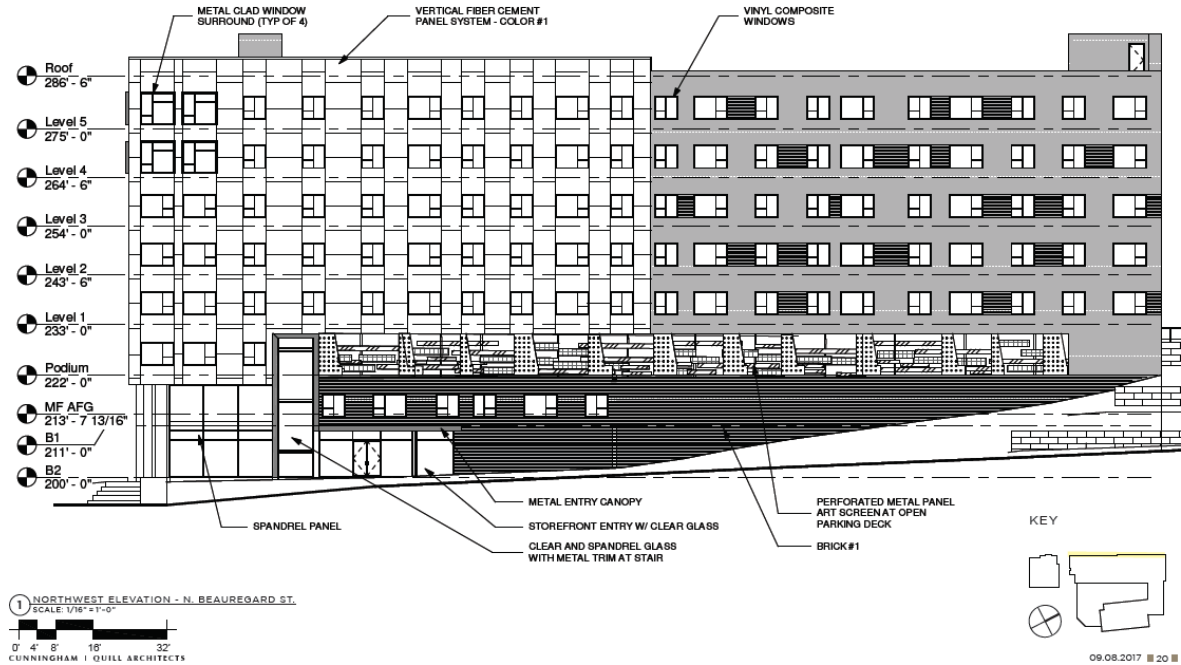 METAL CLAD WINDOW
SURROUND (TYP OF 4)
VERTICAL FIBER CEMENT
PANEL SYSTEM - COLOR #1
VINYL COMPOSITE
WINDOWS
Roof
286' - 6"
Level 5
275' - 0"
Level 4
264' - 6"
Level 3
254' - 0"
Level 2
243' - 6"
Level 1
233' - 0"
Podium
222' - 0"
MF AFG
213' - 7 13/16"
B1
211' - 0"
B2
200' - 0"
SPANDREL PANEL
METAL ENTRY CANOPY
STOREFRONT ENTRY W/ CLEAR GLASS
CLEAR AND SPANDREL GLASS
WITH METAL TRIM AT STAIR
PERFORATED METAL PANEL
ART SCREEN AT OPEN
PARKING DECK
BRICK #1
KEY
1 NORTHWEST ELEVATION - N. BEAUREGARD ST.
SCALE: 1/16" = 1'-0"
0' 4' 8' 16' 32'
CUNNINGHAM | QUILL ARCHITECTS
09.08.2017 20